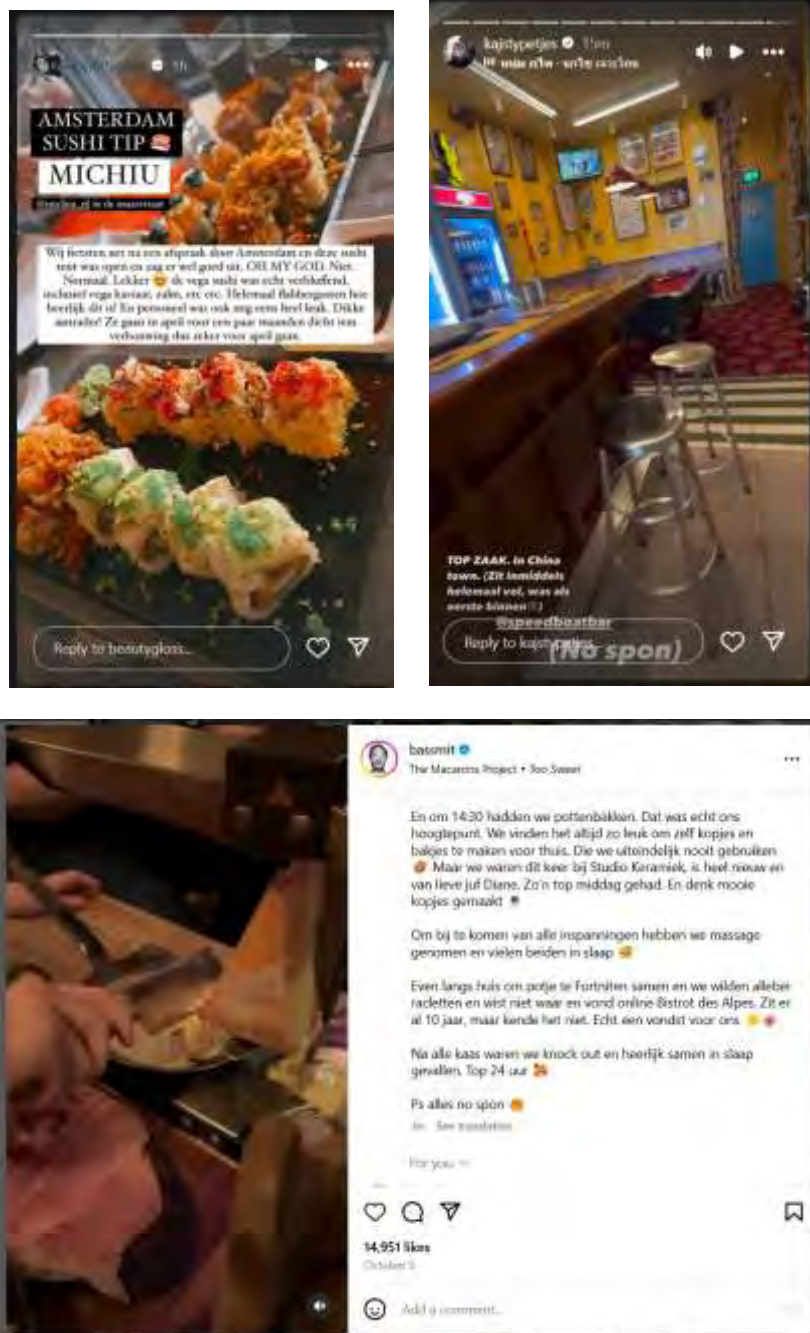 5h
AMSTERDAM
SUSHI TIP 🍣
MICHIU
in de maasstraat
Wij fietsten net na een afspraak door Amsterdam en deze sushi
tent was open en zag er wel goed uit. OH MY GOD. Niet.
Normaal. Lekker 🤯 de vega sushi was echt verbluffend,
inclusief vega kaviaar, zalm, etc etc. Helemaal flabbergasted hoe
heerlijk dit is! En personeel was ook nog eens heel leuk. Dikke
aanrader! Ze gaan in april voor een paar maanden dicht ivm
verbouwing dus zeker voor april gaan.
Reply to beautygloss...
kajstypetjes
TOP ZAAK. In China
town. (Zit inmiddels
helemaal vol, was als
eerste binnen
@speedboatbar
(No spon)
Reply to kajstypetjes...
bassmit
The Macarons Project • Too Sweet
En om 14:30 hadden we pottenbakken. Dat was echt ons
hoogtepunt. We vinden het altijd zo leuk om zelf kopjes en
bakjes te maken voor thuis. Die we uiteindelijk nooit gebruiken
Maar we waren dit keer bij Studio Keramiek, is heel nieuw en
van lieve juf Diane. Zo'n top middag gehad. En denk mooie
kopjes gemaakt
Om bij te komen van alle inspanningen hebben we massage
genomen en vielen beiden in slaap
Even langs huis om potje te Fortniten samen en we wilden allebei
racletten en wist niet waar en vond online Bistrot des Alpes. Zit er
al 10 jaar, maar kende het niet. Echt een vondst voor ons
Na alle kaas waren we knock out en heerlijk samen in slaap
gevallen. Top 24 uur
Ps alles no spon
See translation
For you
14,951 likes
October 5
Add a comment...